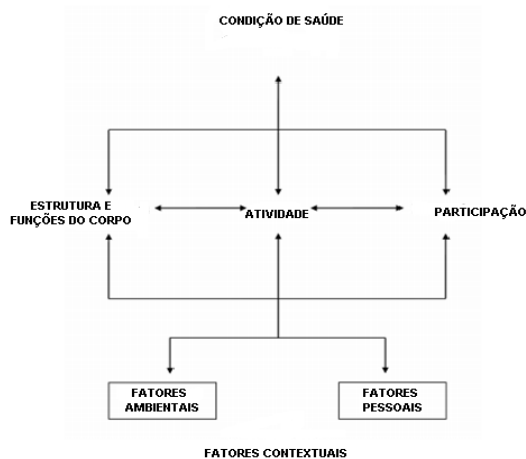 CONDIÇÃO DE SAÚDE
ESTRUTURA E
FUNÇÕES DO CORPO
ATIVIDADE
PARTICIPAÇÃO
FATORES
AMBIENTAIS
FATORES
PESSOAIS
FATORES CONTEXTUAIS